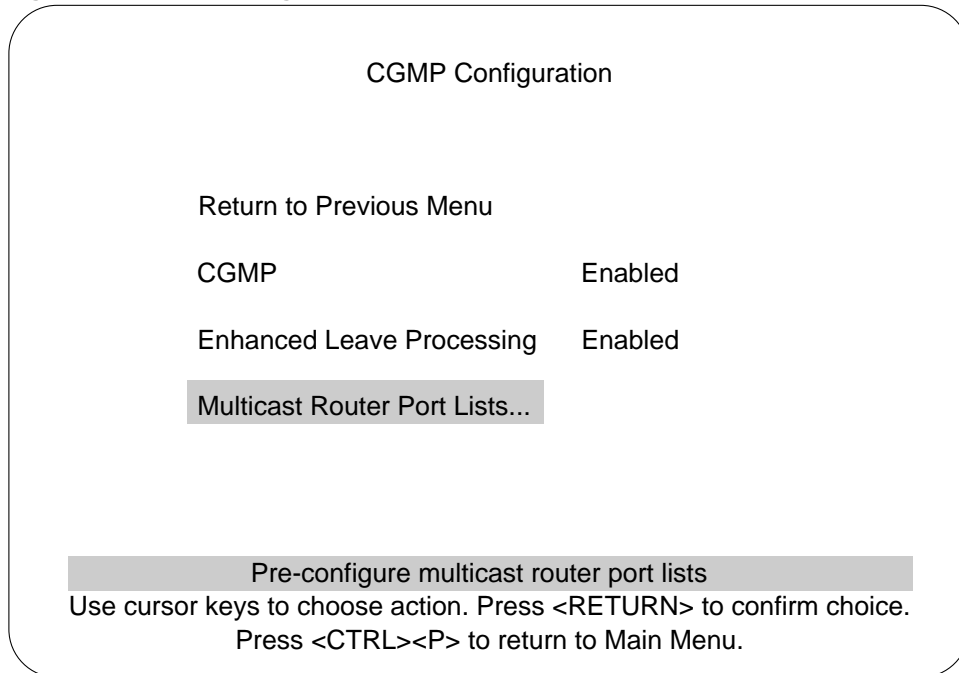 CGMP Configuration
Return to Previous Menu
CGMP Enabled
Enhanced Leave Processing Enabled
Multicast Router Port Lists...
Pre-configure multicast router port lists
Use cursor keys to choose action. Press <RETURN> to confirm choice.
Press <CTRL><P> to return to Main Menu.